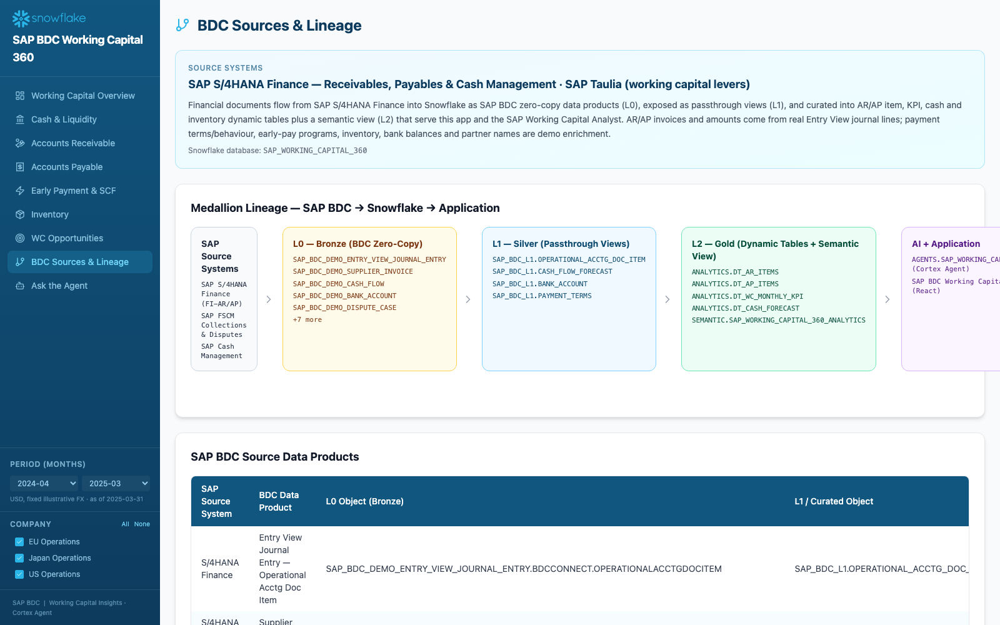 snowflake
SAP BDC Working Capital
360
Working Capital Overview
Cash & Liquidity
Accounts Receivable
Accounts Payable
Early Payment & SCF
Inventory
WC Opportunities
BDC Sources & Lineage
Ask the Agent
PERIOD (MONTHS)
2024-04 2025-03
USD, fixed illustrative FX · as of 2025-03-31
COMPANY All None
EU Operations
Japan Operations
US Operations
SAP BDC | Working Capital Insights ·
Cortex Agent
BDC Sources & Lineage
SOURCE SYSTEMS
SAP S/4HANA Finance — Receivables, Payables & Cash Management · SAP Taulia (working capital levers)
Financial documents flow from SAP S/4HANA Finance into Snowflake as SAP BDC zero-copy data products (L0), exposed as passthrough views (L1), and curated into AR/AP item, KPI, cash and
inventory dynamic tables plus a semantic view (L2) that serve this app and the SAP Working Capital Analyst. AR/AP invoices and amounts come from real Entry View journal lines; payment
terms/behaviour, early-pay programs, inventory, bank balances and partner names are demo enrichment.
Snowflake database: SAP_WORKING_CAPITAL_360
Medallion Lineage — SAP BDC → Snowflake → Application
SAP
Source
Systems
SAP S/4HANA
Finance
(FI-AR/AP)
SAP FSCM
Collections
& Disputes
SAP Cash
Management
L0 — Bronze (BDC Zero-Copy)
SAP_BDC_DEMO_ENTRY_VIEW_JOURNAL_ENTRY
SAP_BDC_DEMO_SUPPLIER_INVOICE
SAP_BDC_DEMO_CASH_FLOW
SAP_BDC_DEMO_BANK_ACCOUNT
SAP_BDC_DEMO_DISPUTE_CASE
+7 more
L1 — Silver (Passthrough Views)
SAP_BDC_L1.OPERATIONAL_ACCTG_DOC_ITEM
SAP_BDC_L1.CASH_FLOW_FORECAST
SAP_BDC_L1.BANK_ACCOUNT
SAP_BDC_L1.PAYMENT_TERMS
L2 — Gold (Dynamic Tables + Semantic
View)
ANALYTICS.DT_AR_ITEMS
ANALYTICS.DT_AP_ITEMS
ANALYTICS.DT_WC_MONTHLY_KPI
ANALYTICS.DT_CASH_FORECAST
SEMANTIC.SAP_WORKING_CAPITAL_360_ANALYTICS
AI + Application
AGENTS.SAP_WORKING_CA
(Cortex Agent)
SAP BDC Working Capita
(React)
SAP BDC Source Data Products
SAP
Source
System
BDC Data
Product
L0 Object (Bronze)
L1 / Curated Object
S/4HANA
Finance
Entry View
Journal
Entry —
Operational
Acctg Doc
Item
SAP_BDC_DEMO_ENTRY_VIEW_JOURNAL_ENTRY.BDCCONNECT.OPERATIONALACCTGDOCITEM
SAP_BDC_L1.OPERATIONAL_ACCTG_DOC_
S/4HANA
Supplier